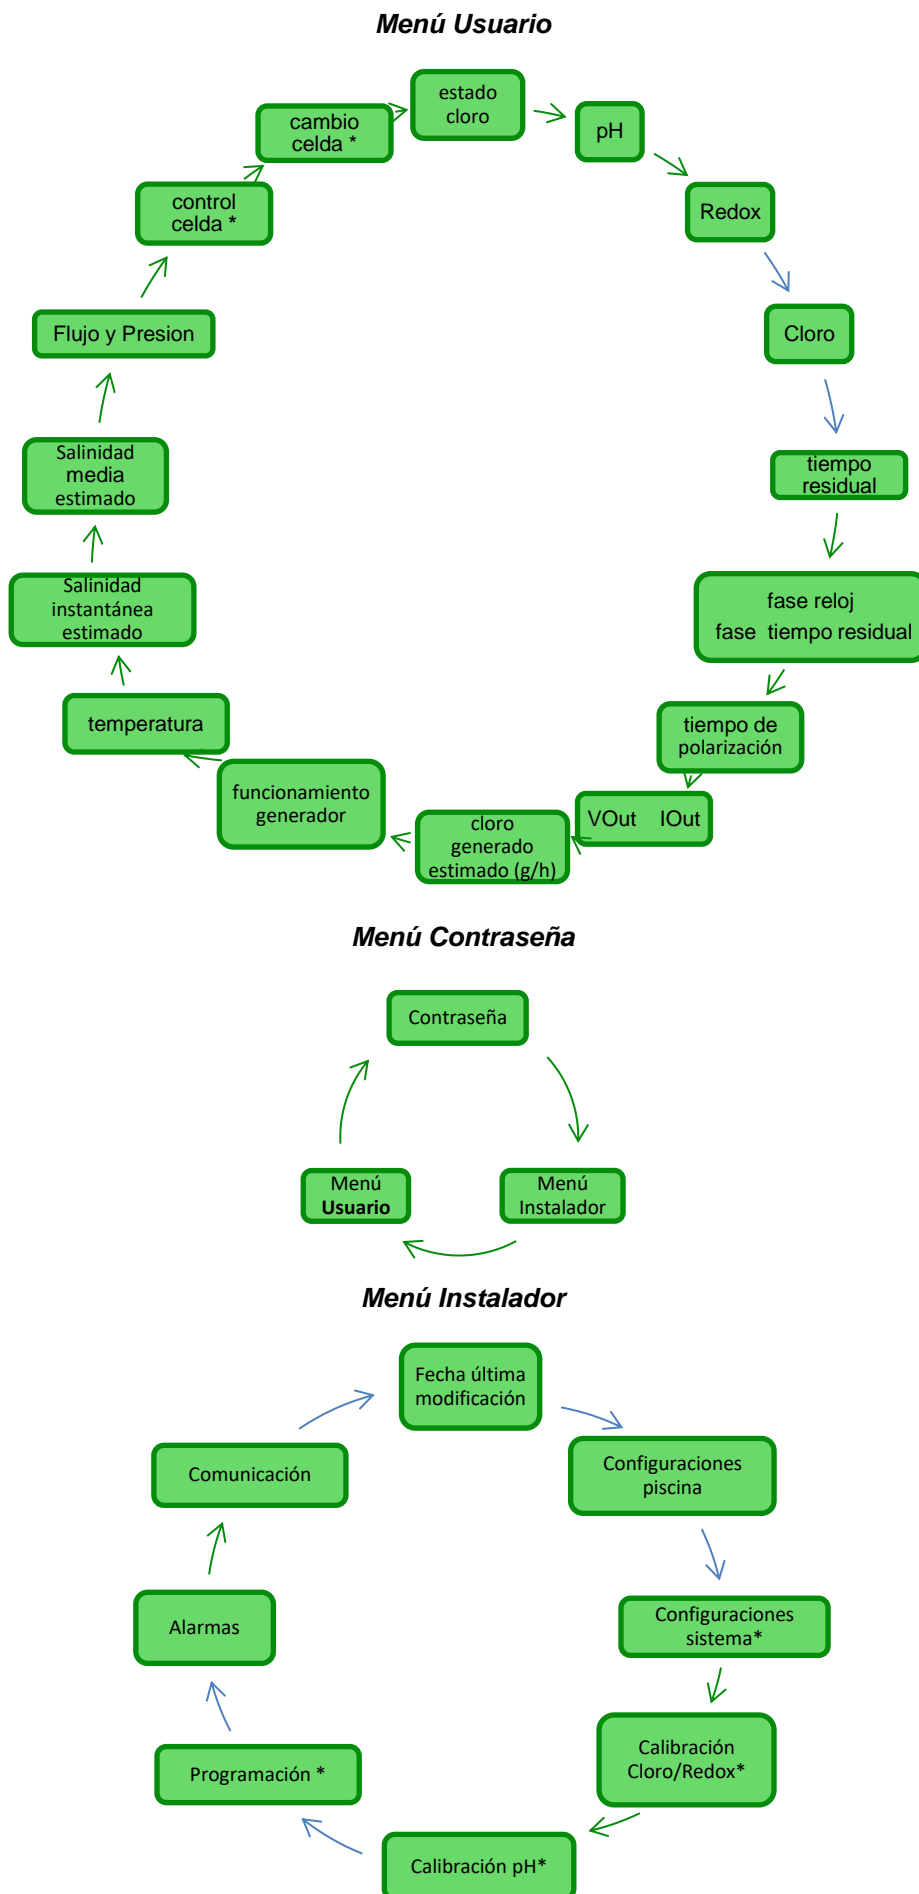 Menú Usuario
estado
cloro
pH
Redox
Cloro
tiempo
residual
fase reloj
fase tiempo residual
tiempo de
polarización
VOut IOut
cloro
generado
estimado (g/h)
funcionamiento
generador
temperatura
Salinidad
instantánea
estimado
Salinidad
media
estimado
Flujo y Presion
control
celda *
cambio
celda *
Menú Contraseña
Contraseña
Menú
Instalador
Menú
Usuario
Menú Instalador
Fecha última
modificación
Configuraciones
piscina
Configuraciones
sistema*
Calibración
Cloro/Redox*
Calibración pH*
Programación *
Alarmas
Comunicación